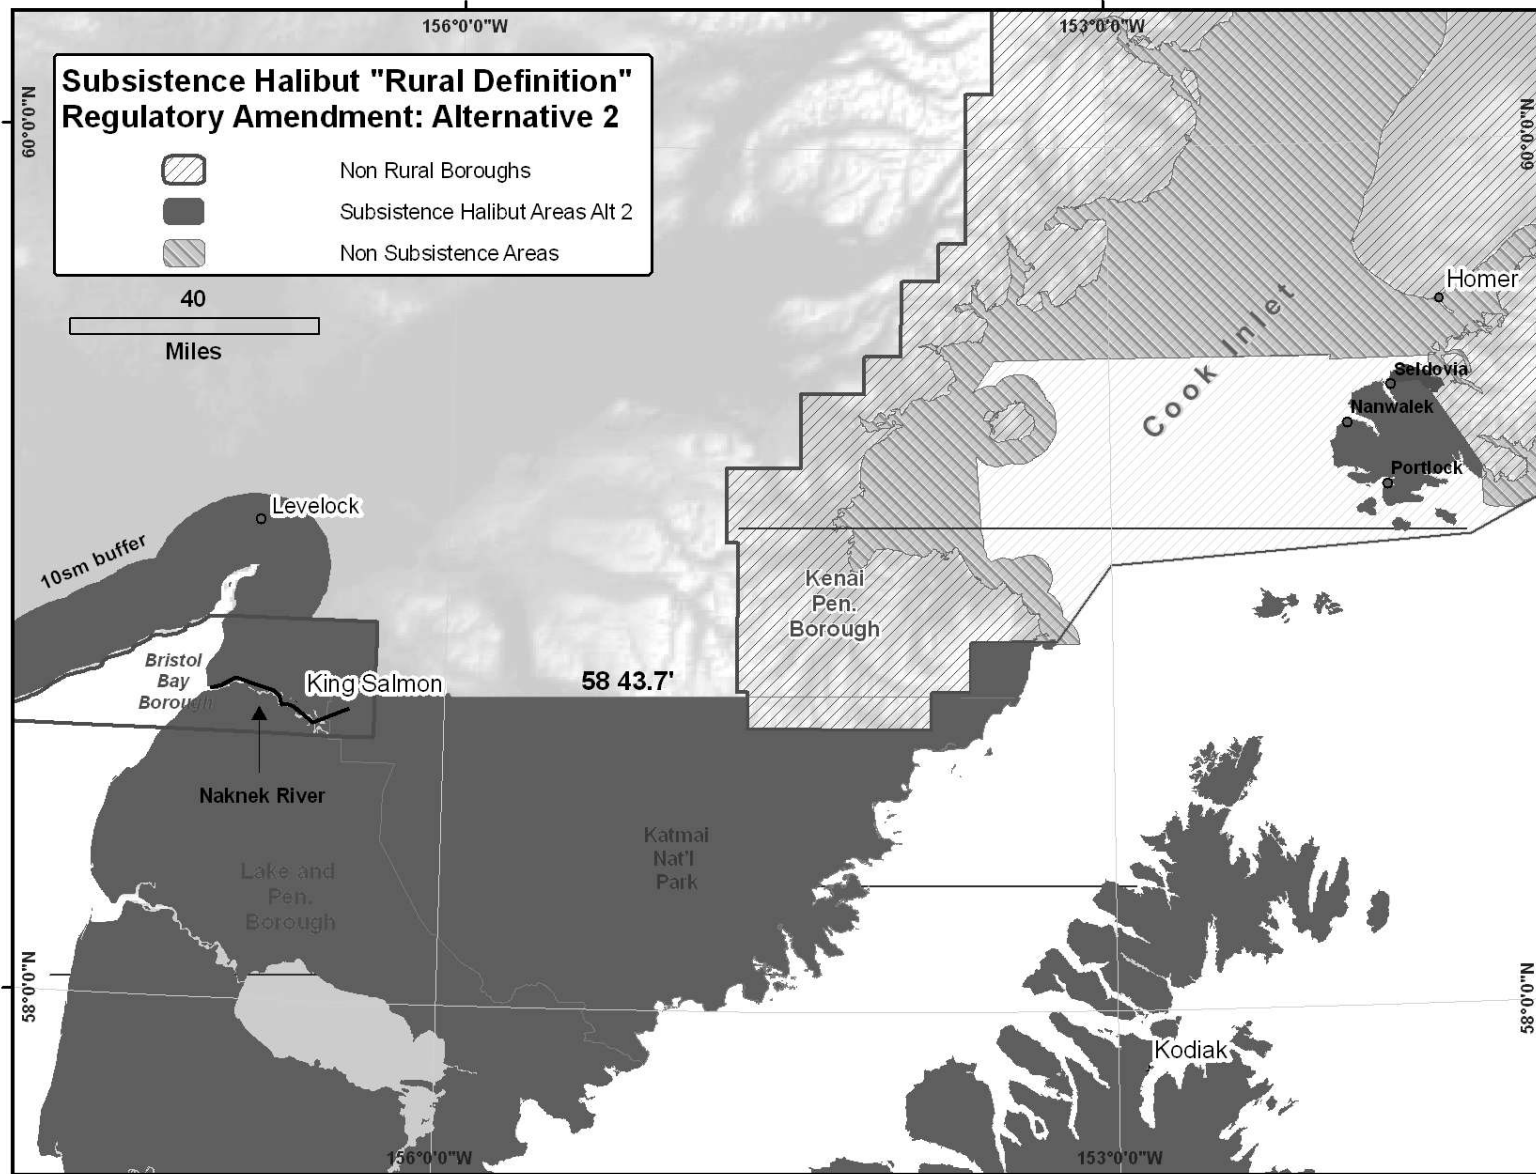 156°0'0"W
153°0'0"W
Subsistence Halibut "Rural Definition"
Regulatory Amendment: Alternative 2
Non Rural Boroughs
Subsistence Halibut Areas Alt 2
Non Subsistence Areas
60°0'0"N
60°0'0"N
40
Miles
Homer
Cook Inlet
Seldovia
Nanwalek
Portlock
Levelock
10sm buffer
Kenai
Pen.
Borough
Bristol
Bay
Borough
King Salmon
58 43.7'
Naknek River
Katmai
Nat'l
Park
Lake and
Pen.
Borough
58°0'0"N
58°0'0"N
Kodiak
156°0'0"W
153°0'0"W